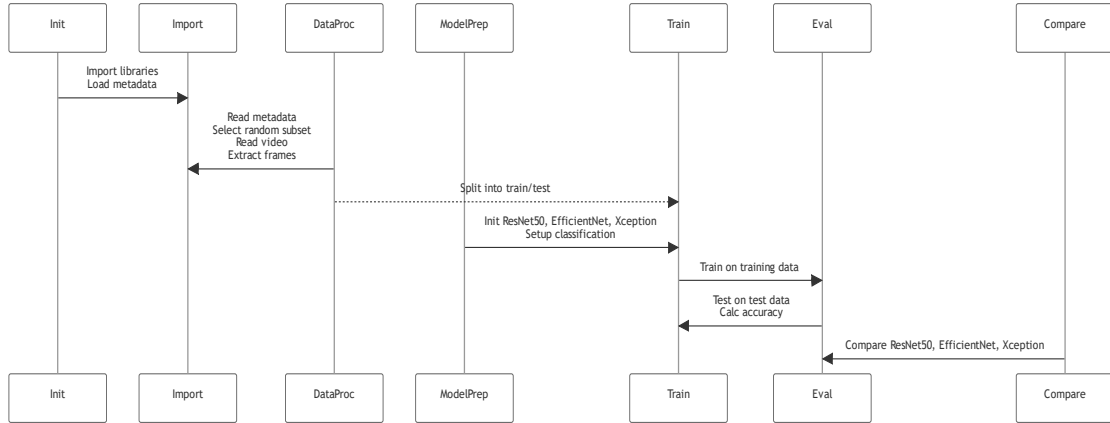 Init
Import
DataProc
ModelPrep
Train
Eval
Compare
Import libraries
Load metadata
Read metadata
Select random subset
Read video
Extract frames
Split into train/test
Init ResNet50, EfficientNet, Xception
Setup classification
Train on training data
Test on test data
Calc accuracy
Compare ResNet50, EfficientNet, Xception
Init
Import
DataProc
ModelPrep
Train
Eval
Compare